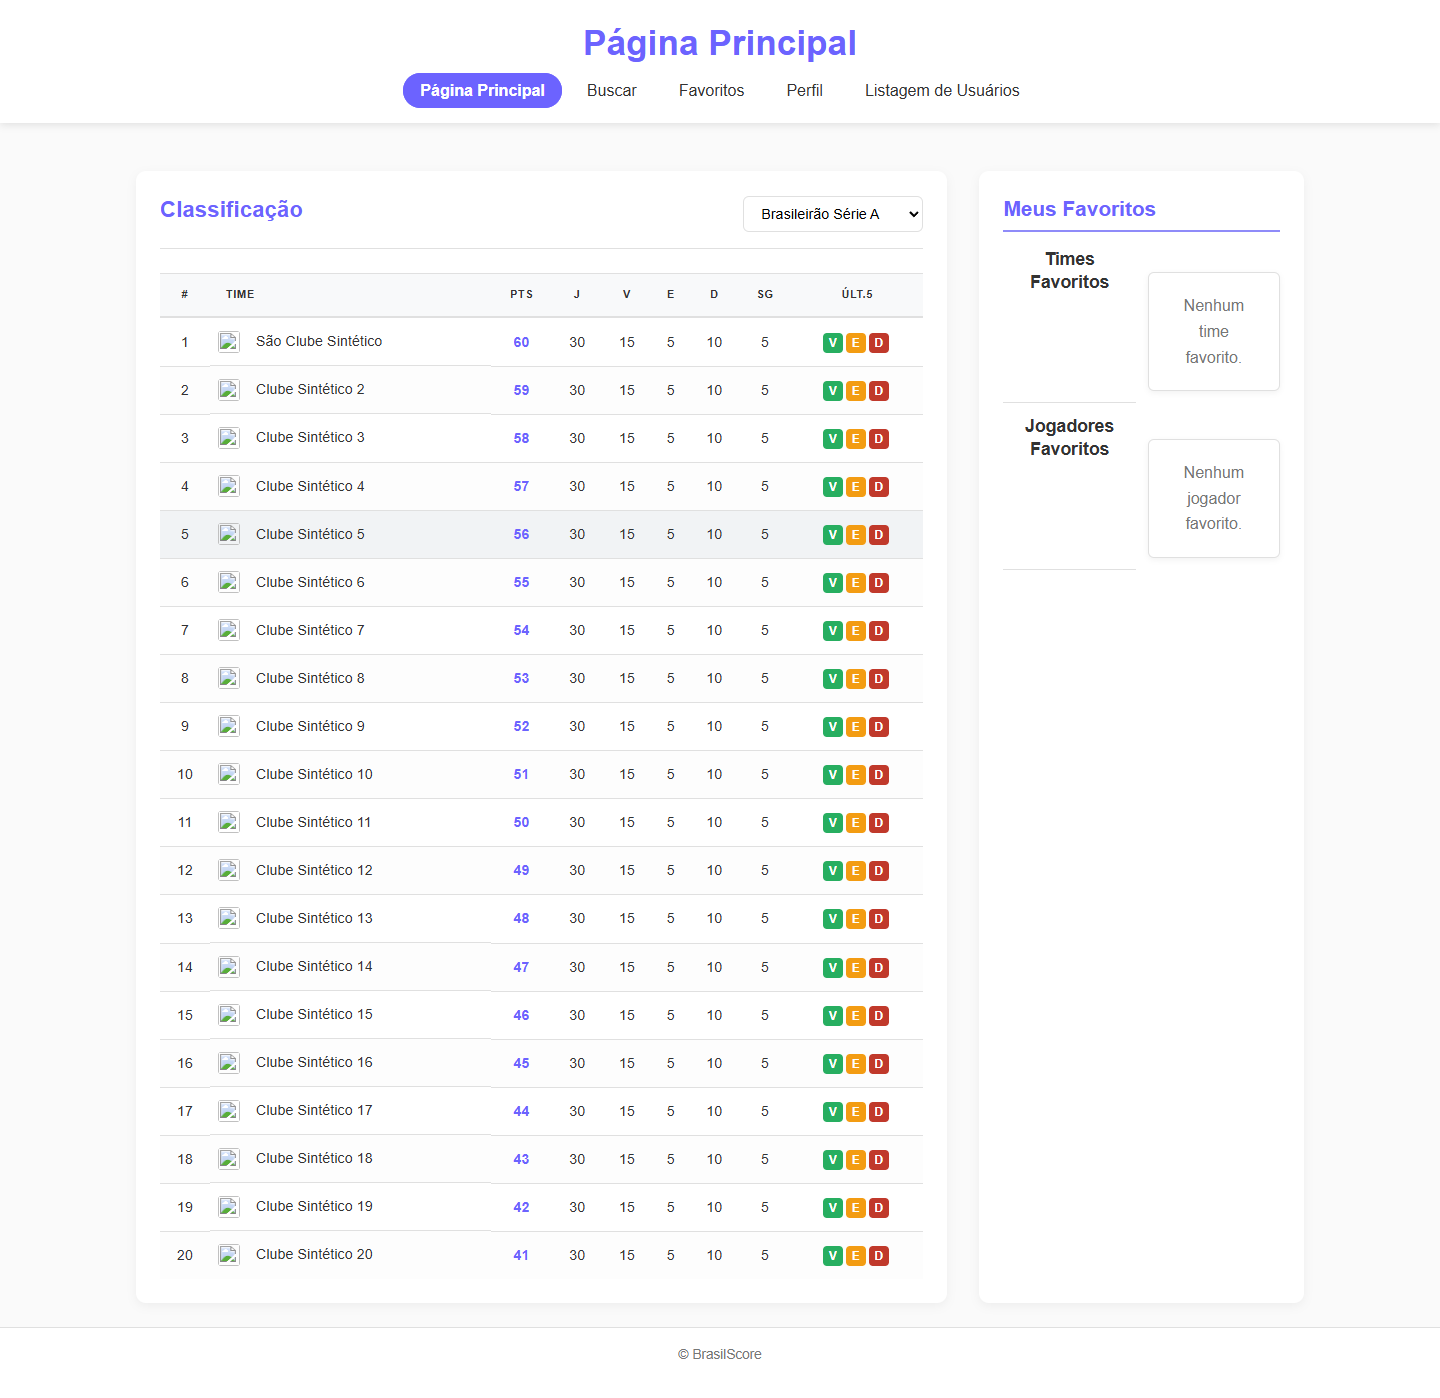 Página Principal
Página Principal Buscar Favoritos Perfil Listagem de Usuários
Classificação
Brasileirão Série A
# TIME PTS J V E D SG ÚLT.5
1 São Clube Sintético 60 30 15 5 10 5 V E D
2 Clube Sintético 2 59 30 15 5 10 5 V E D
3 Clube Sintético 3 58 30 15 5 10 5 V E D
4 Clube Sintético 4 57 30 15 5 10 5 V E D
5 Clube Sintético 5 56 30 15 5 10 5 V E D
6 Clube Sintético 6 55 30 15 5 10 5 V E D
7 Clube Sintético 7 54 30 15 5 10 5 V E D
8 Clube Sintético 8 53 30 15 5 10 5 V E D
9 Clube Sintético 9 52 30 15 5 10 5 V E D
10 Clube Sintético 10 51 30 15 5 10 5 V E D
11 Clube Sintético 11 50 30 15 5 10 5 V E D
12 Clube Sintético 12 49 30 15 5 10 5 V E D
13 Clube Sintético 13 48 30 15 5 10 5 V E D
14 Clube Sintético 14 47 30 15 5 10 5 V E D
15 Clube Sintético 15 46 30 15 5 10 5 V E D
16 Clube Sintético 16 45 30 15 5 10 5 V E D
17 Clube Sintético 17 44 30 15 5 10 5 V E D
18 Clube Sintético 18 43 30 15 5 10 5 V E D
19 Clube Sintético 19 42 30 15 5 10 5 V E D
20 Clube Sintético 20 41 30 15 5 10 5 V E D
Meus Favoritos
Times
Favoritos
Nenhum
time
favorito.
Jogadores
Favoritos
Nenhum
jogador
favorito.
© BrasilScore